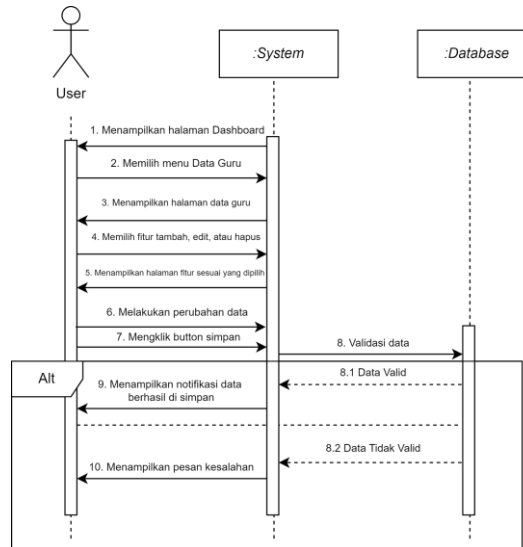 :System
:Database
User
1. Menampilkan halaman Dashboard
2. Memilih menu Data Guru
3. Menampilkan halaman data guru
4. Memilih fitur tambah, edit, atau hapus
5. Menampilkan halaman fitur sesuai yang dipilih
6. Melakukan perubahan data
7. Mengklik button simpan
8. Validasi data
Alt
8.1 Data Valid
9. Menampilkan notifikasi data
berhasil di simpan
8.2 Data Tidak Valid
10. Menampilkan pesan kesalahan